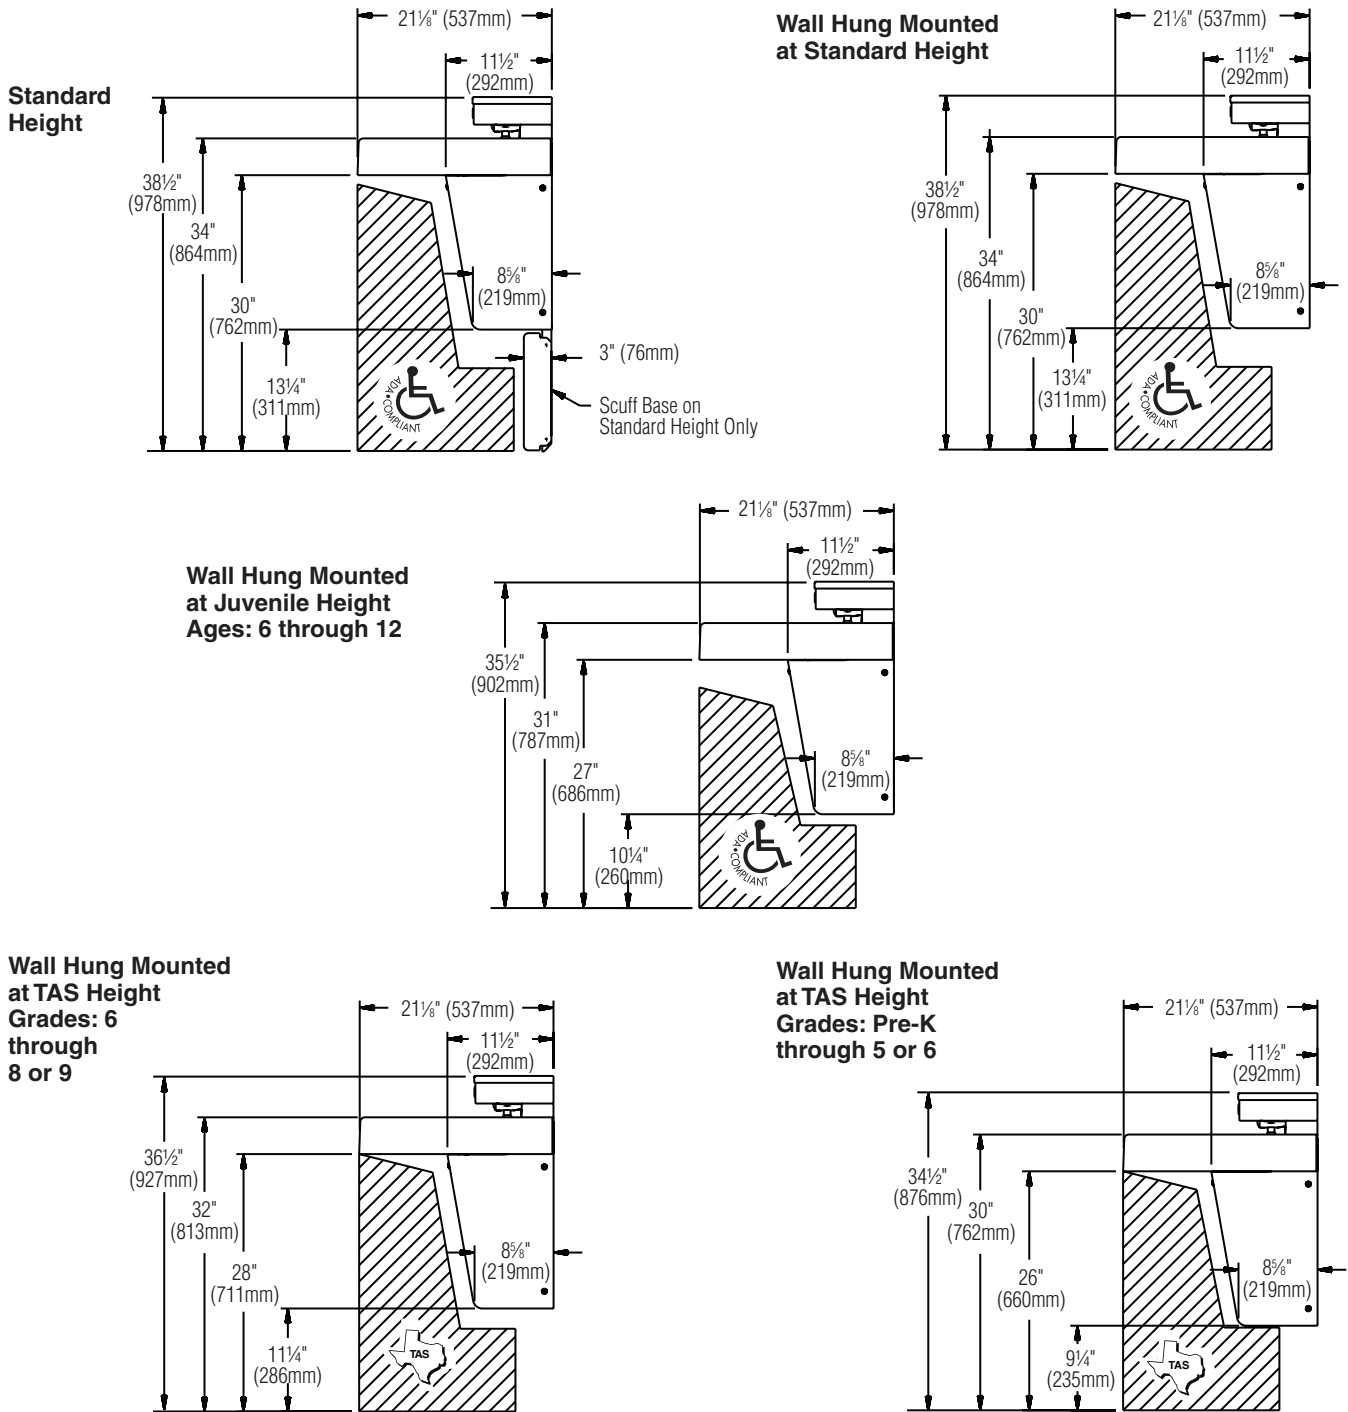 Standard
Height
21⅛" (537mm)
11½"
(292mm)
38½"
(978mm)
34"
(864mm)
30"
(762mm)
13¼"
(311mm)
8⅝"
(219mm)
3" (76mm)
Scuff Base on
Standard Height Only
ADA • COMPLIANT
Wall Hung Mounted
at Standard Height
21⅛" (537mm)
11½"
(292mm)
38½"
(978mm)
34"
(864mm)
30"
(762mm)
13¼"
(311mm)
8⅝"
(219mm)
ADA • COMPLIANT
Wall Hung Mounted
at Juvenile Height
Ages: 6 through 12
21⅛" (537mm)
11½"
(292mm)
35½"
(902mm)
31"
(787mm)
27"
(686mm)
10¼"
(260mm)
8⅝"
(219mm)
ADA • COMPLIANT
Wall Hung Mounted
at TAS Height
Grades: 6
through
8 or 9
21⅛" (537mm)
11½"
(292mm)
36½"
(927mm)
32"
(813mm)
28"
(711mm)
11¼"
(286mm)
8⅝"
(219mm)
TAS
Wall Hung Mounted
at TAS Height
Grades: Pre-K
through 5 or 6
21⅛" (537mm)
11½"
(292mm)
34½"
(876mm)
30"
(762mm)
26"
(660mm)
9¼"
(235mm)
8⅝"
(219mm)
TAS